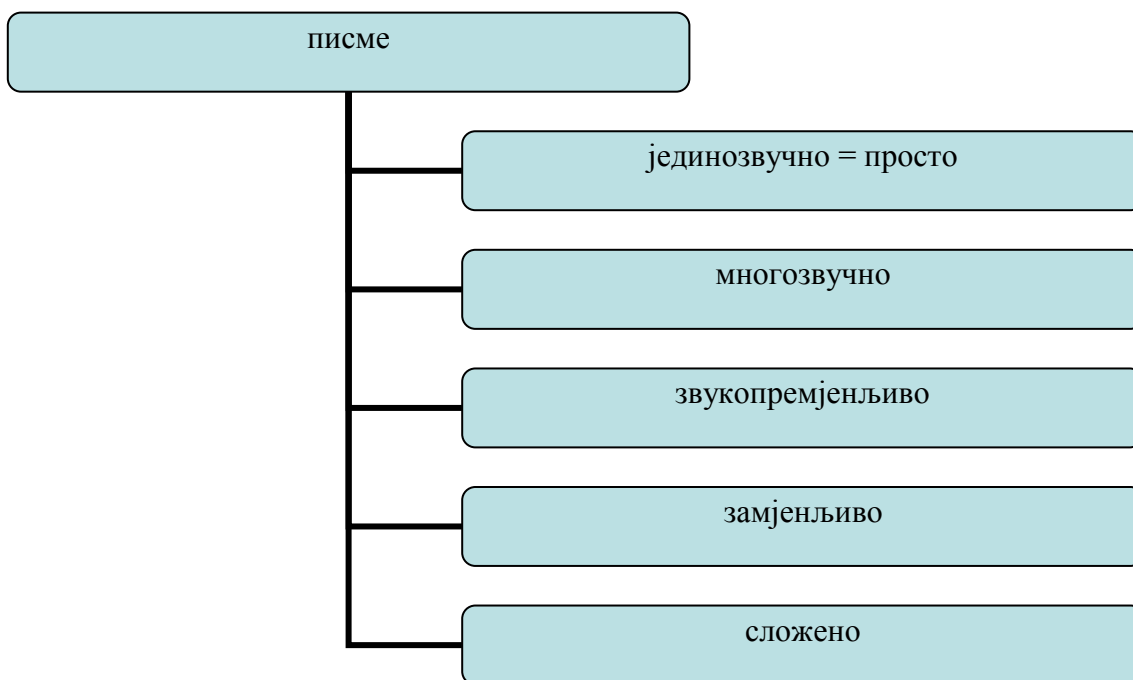 писме
јединозвучно = просто
многозвучно
звукопремјенљиво
замјенљиво
сложено